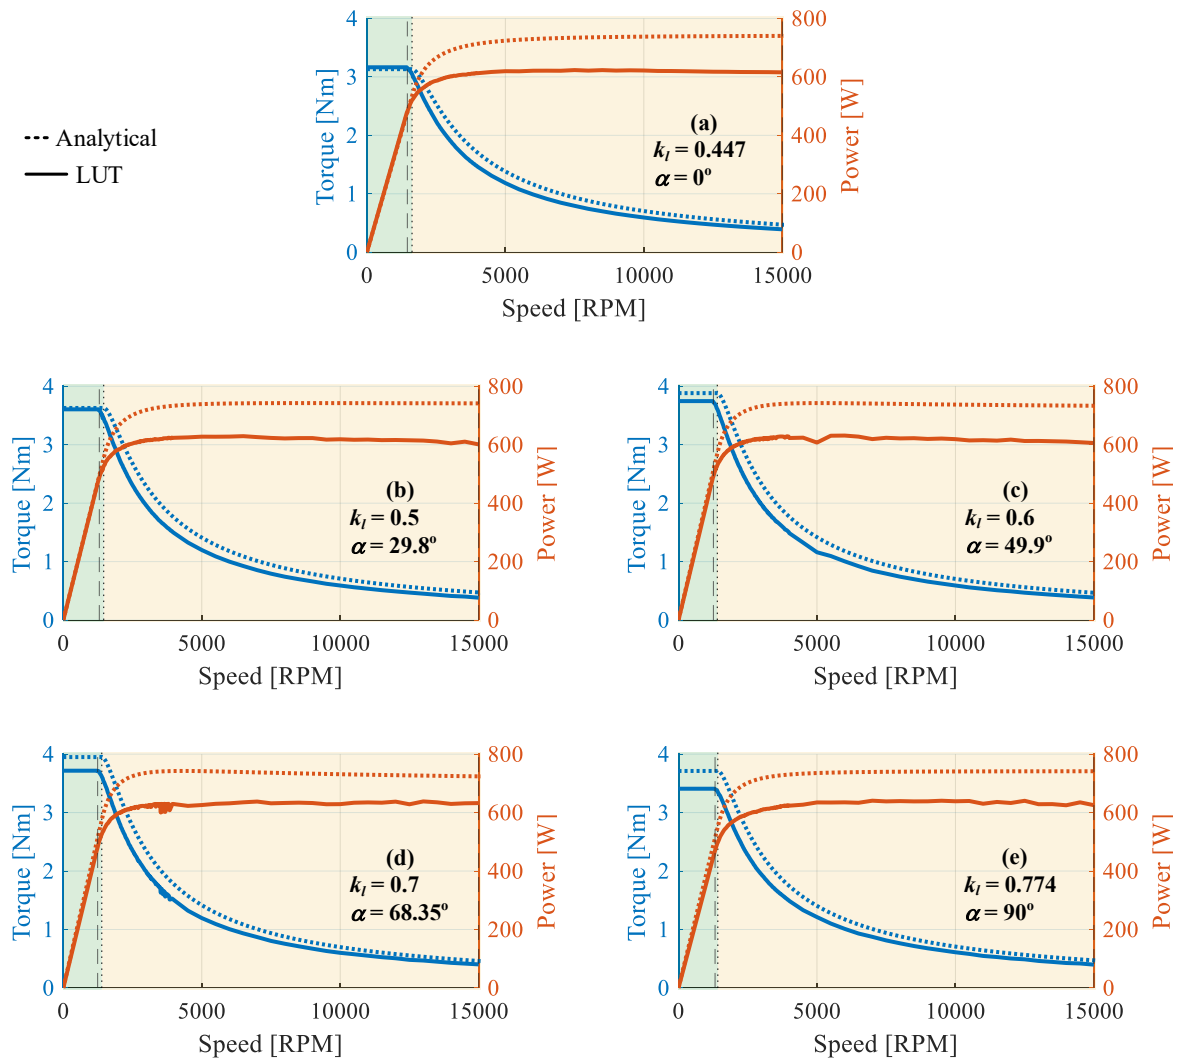 Analytical
LUT
4
3
2
1
0
Torque [Nm]
800
600
400
200
0
Power [W]
(a)
kₗ = 0.447
α = 0°
0 5000 10000 15000
Speed [RPM]
4
3
2
1
0
Torque [Nm]
800
600
400
200
0
Power [W]
(b)
kₗ = 0.5
α = 29.8°
0 5000 10000 15000
Speed [RPM]
4
3
2
1
0
Torque [Nm]
800
600
400
200
0
Power [W]
(c)
kₗ = 0.6
α = 49.9°
0 5000 10000 15000
Speed [RPM]
4
3
2
1
0
Torque [Nm]
800
600
400
200
0
Power [W]
(d)
kₗ = 0.7
α = 68.35°
0 5000 10000 15000
Speed [RPM]
4
3
2
1
0
Torque [Nm]
800
600
400
200
0
Power [W]
(e)
kₗ = 0.774
α = 90°
0 5000 10000 15000
Speed [RPM]